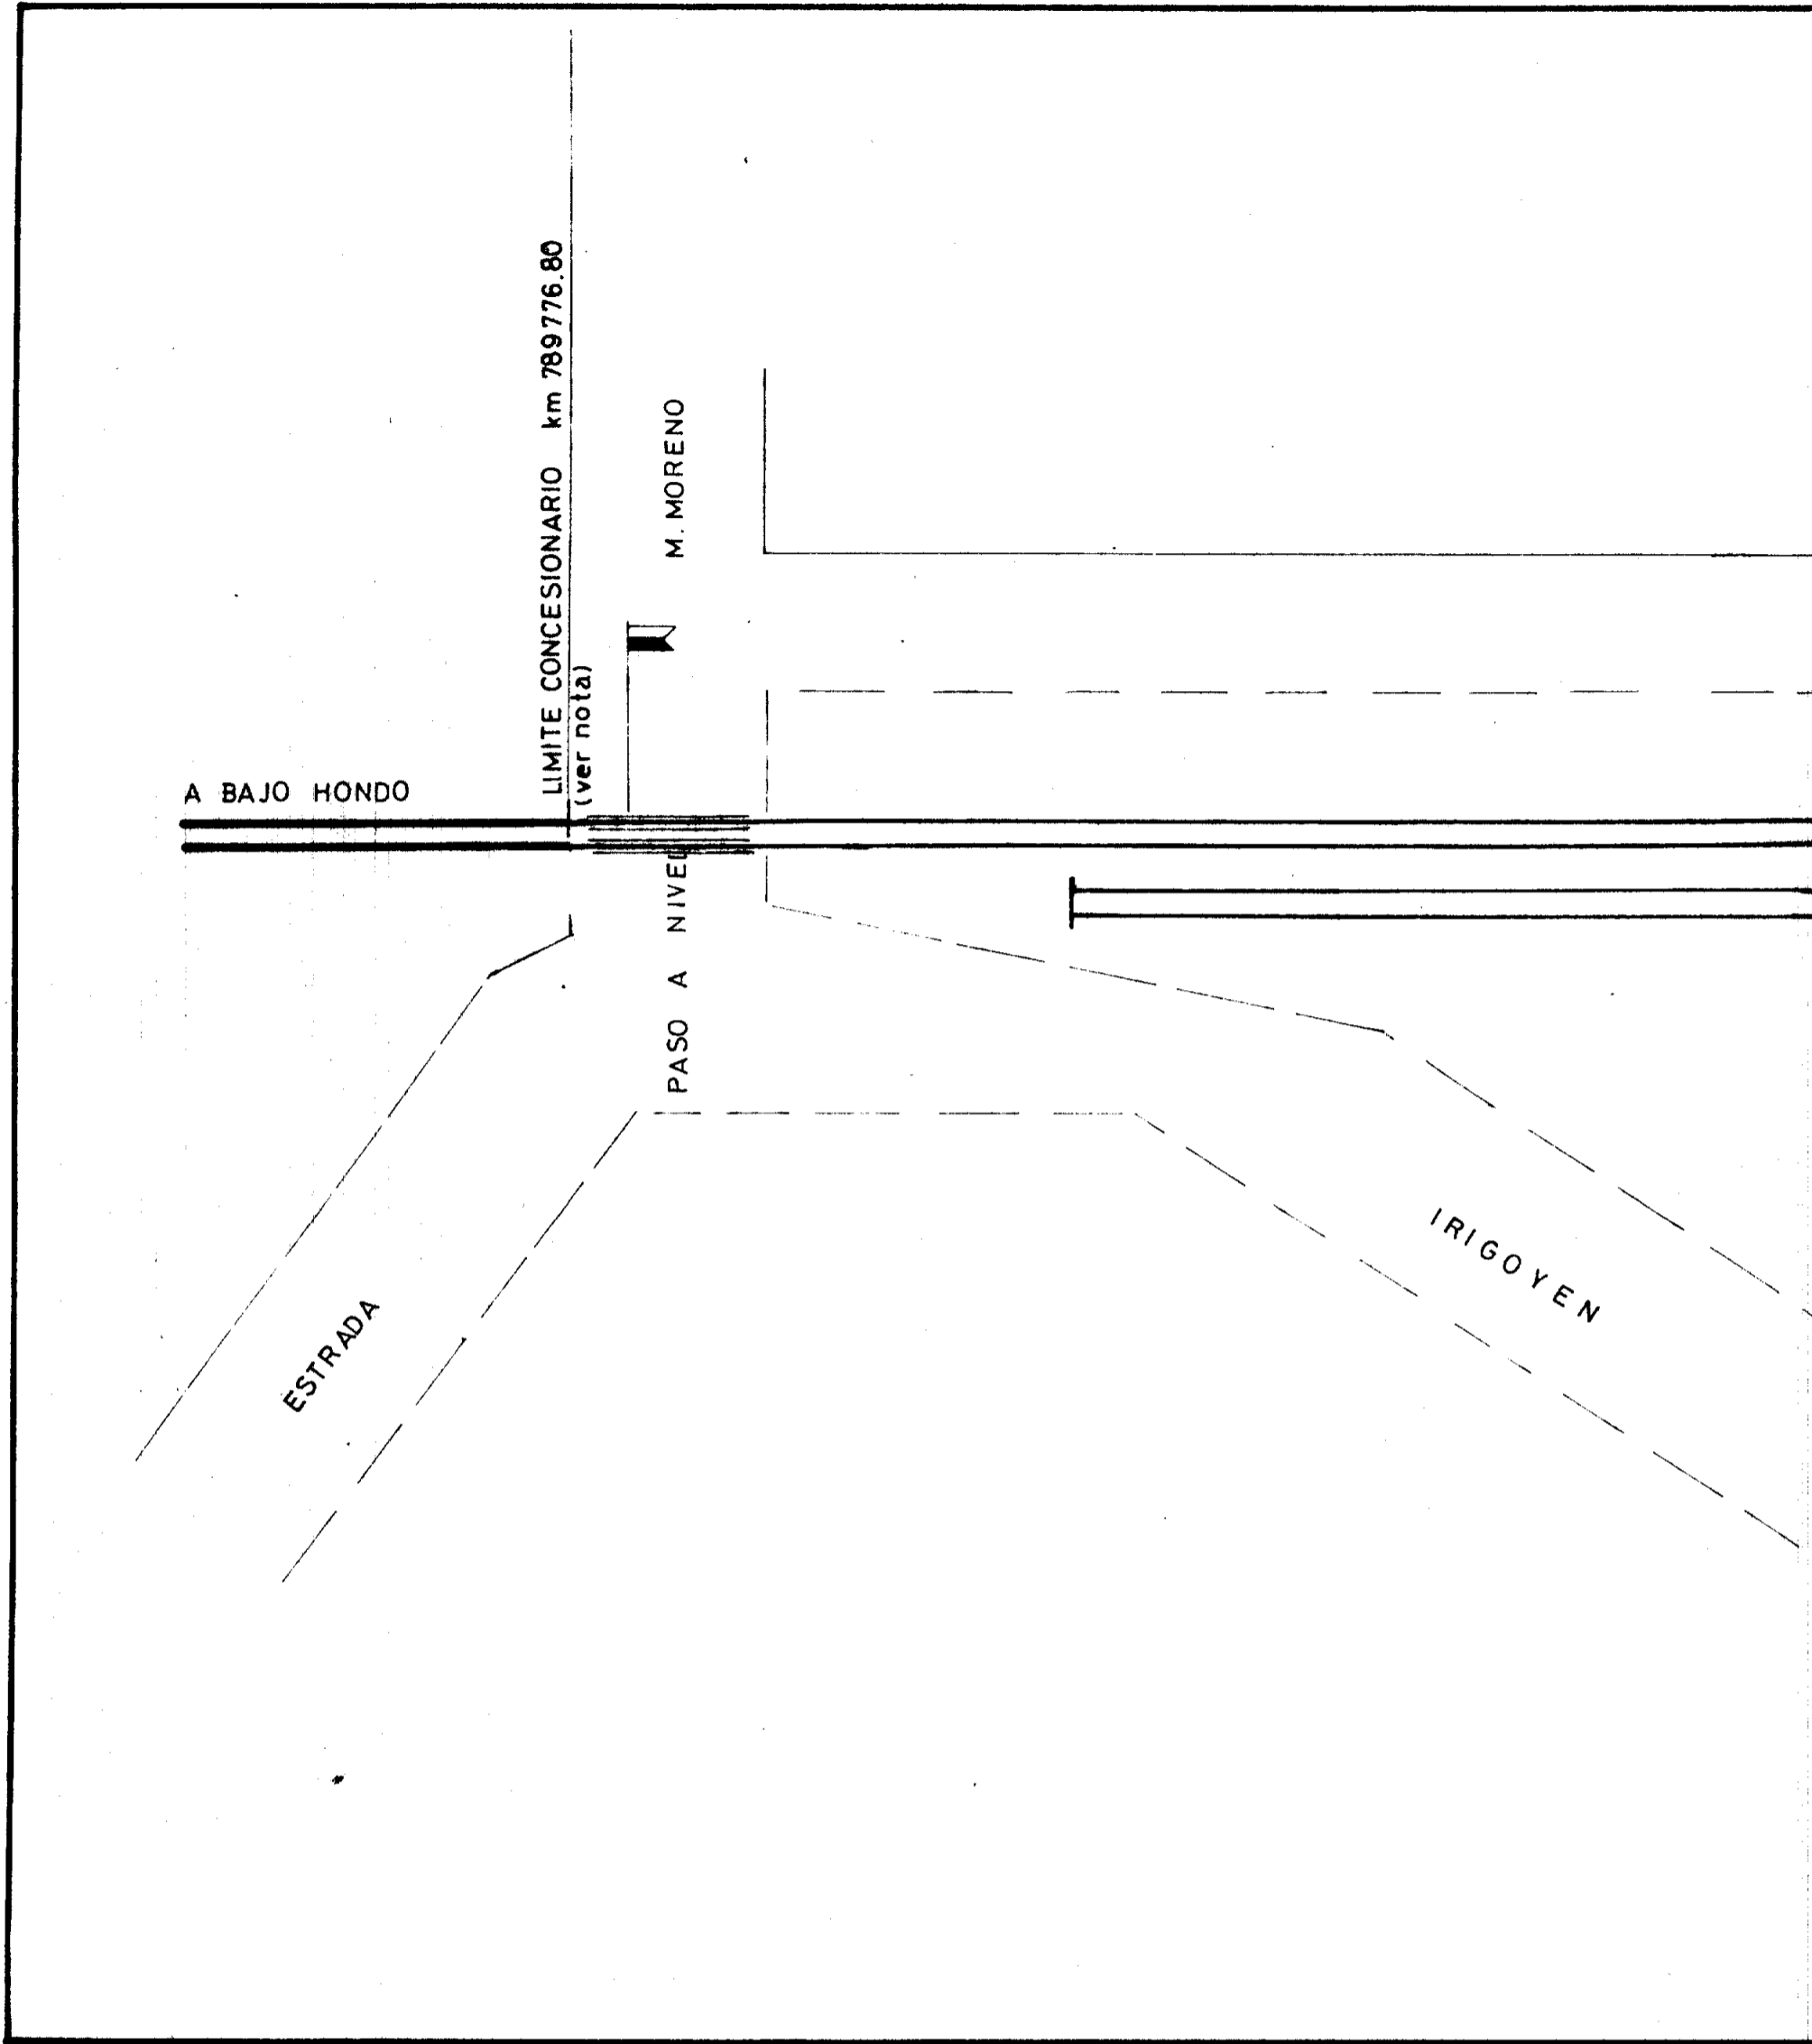 LIMITE CONCESIONARIO km 789776.80
(ver nota)
M. MORENO
A BAJO HONDO
PASO A NIVEL
ESTRADA
IRIGOYEN